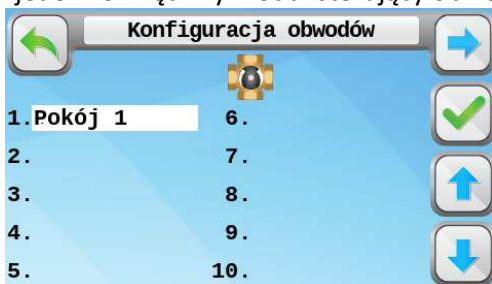 Konfiguracja obwodów
1. Pokój 1 6.
2. 7.
3. 8.
4. 9.
5. 10.